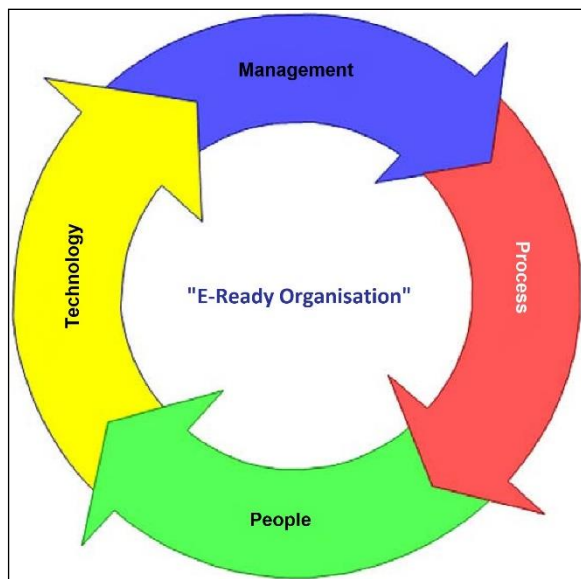 Management
Process
"E-Ready Organisation"
Technology
People